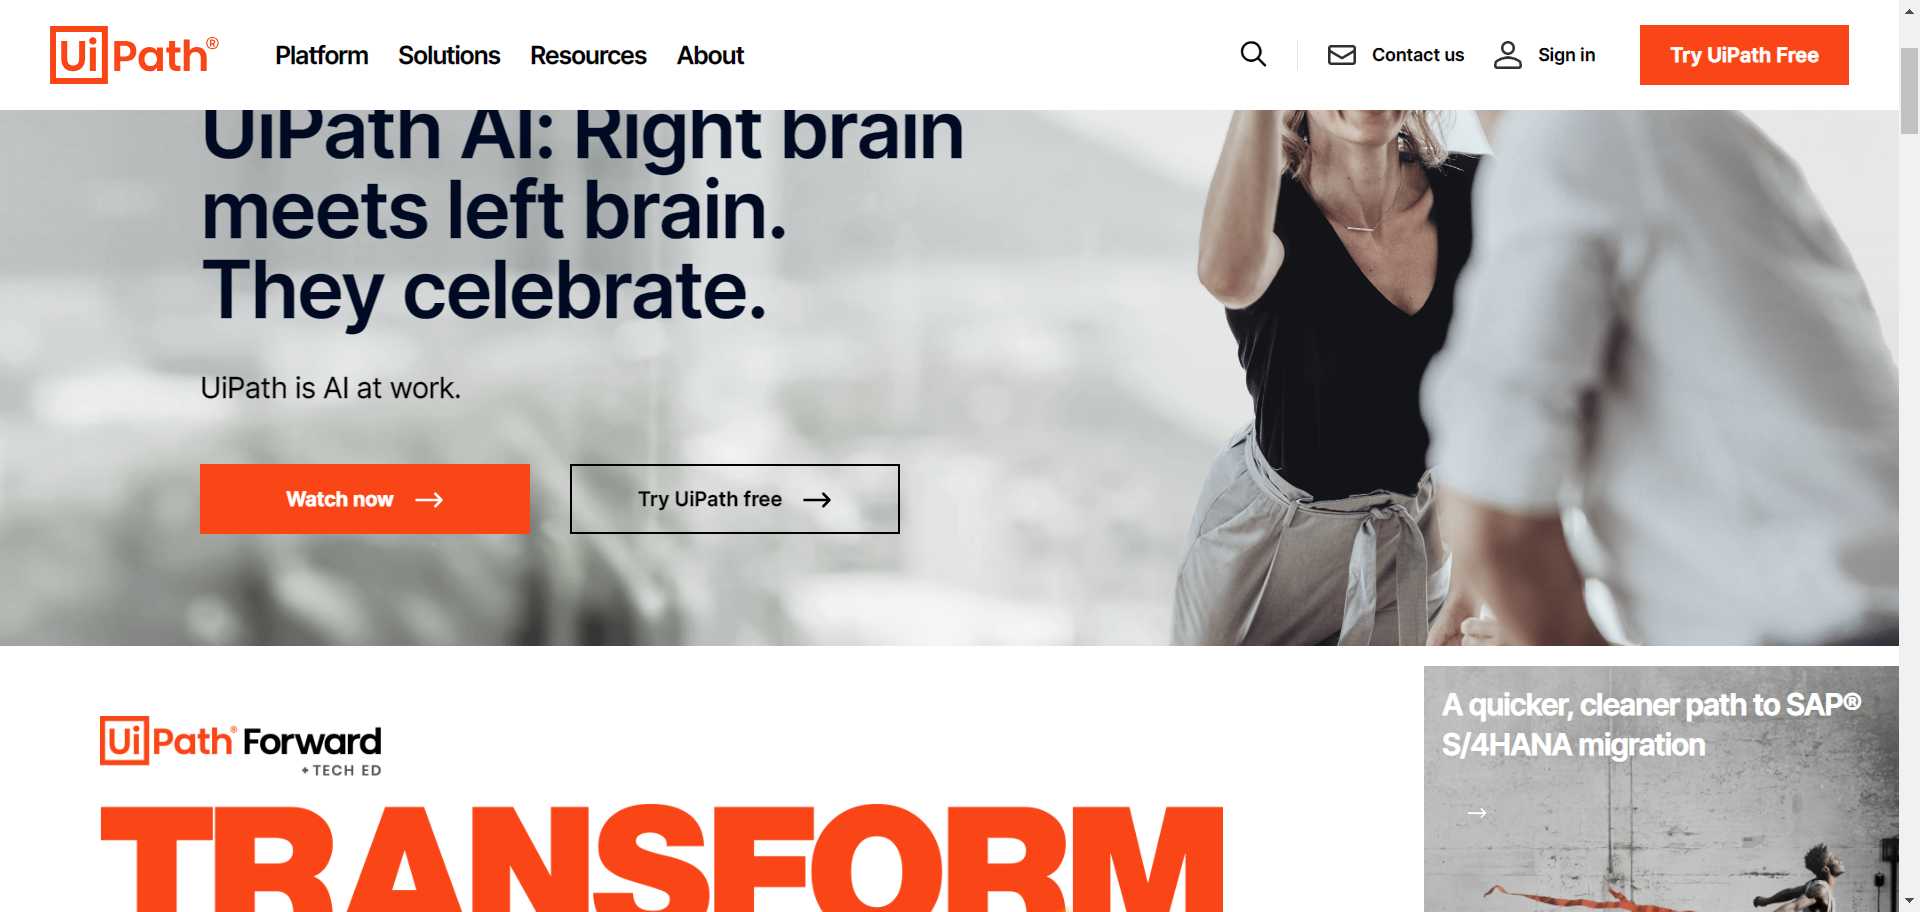 UiPath®
Platform
Solutions
Resources
About
Contact us
Sign in
Try UiPath Free
UiPath AI: Right brain
meets left brain.
They celebrate.
UiPath is AI at work.
Watch now
Try UiPath free
UiPath® Forward
+ TECH ED
TRANSFORM
A quicker, cleaner path to SAP®
S/4HANA migration